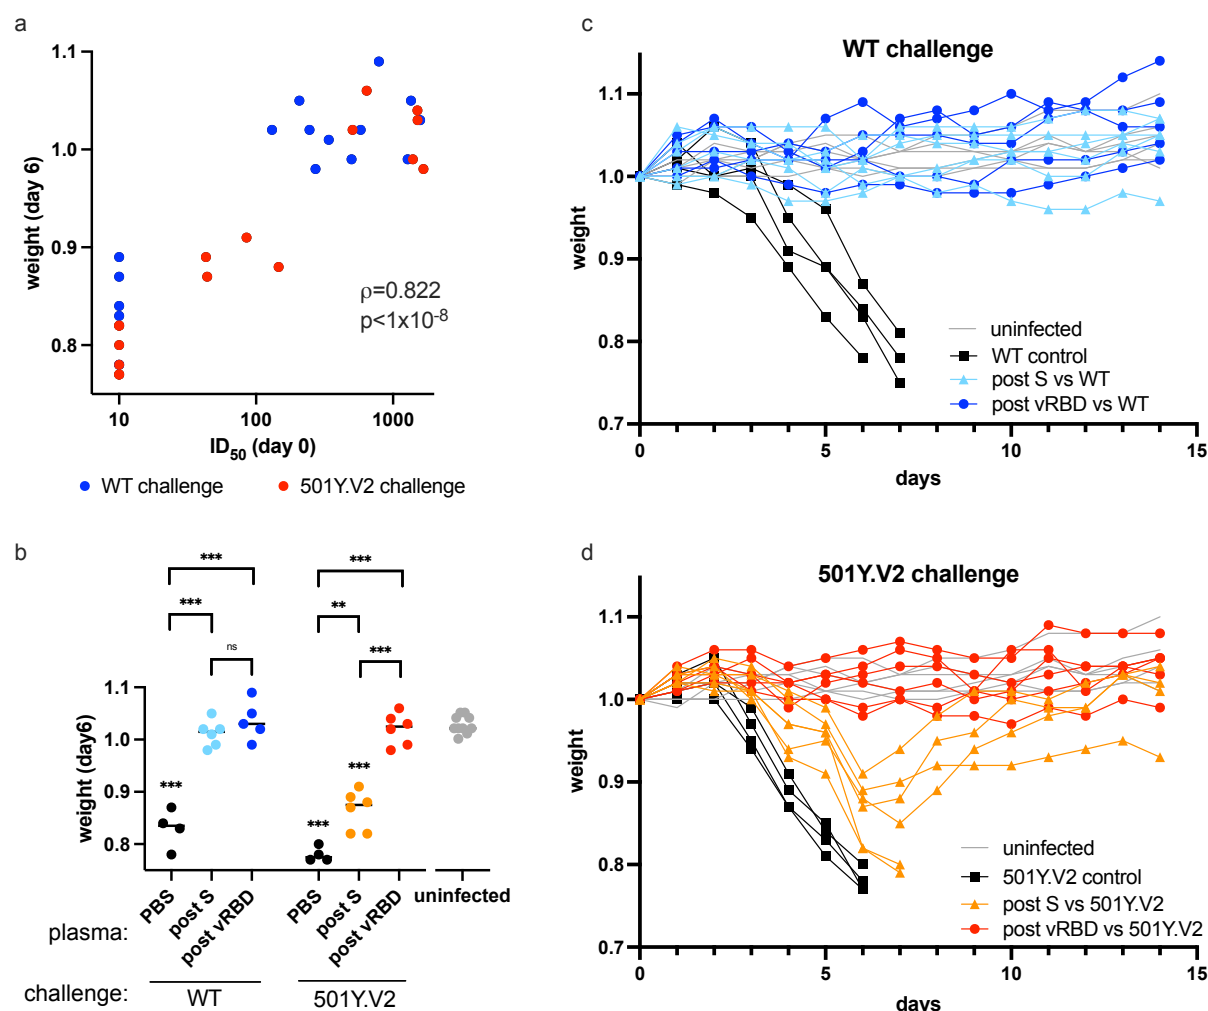 a
1.1
1.0
0.9
0.8
weight (day 6)
10
100
1000
ID50 (day 0)
ρ=0.822
p<1x10-8
WT challenge
501Y.V2 challenge
b
***
***
***
**
ns
***
1.1
1.0
0.9
0.8
weight (day6)
***
***
***
PBS
post S
post vRBD
PBS
post S
post vRBD
uninfected
plasma:
challenge:
WT
501Y.V2
c
WT challenge
1.1
1.0
0.9
0.8
0.7
weight
0
5
10
15
days
uninfected
WT control
post S vs WT
post vRBD vs WT
d
501Y.V2 challenge
1.1
1.0
0.9
0.8
0.7
weight
0
5
10
15
days
uninfected
501Y.V2 control
post S vs 501Y.V2
post vRBD vs 501Y.V2